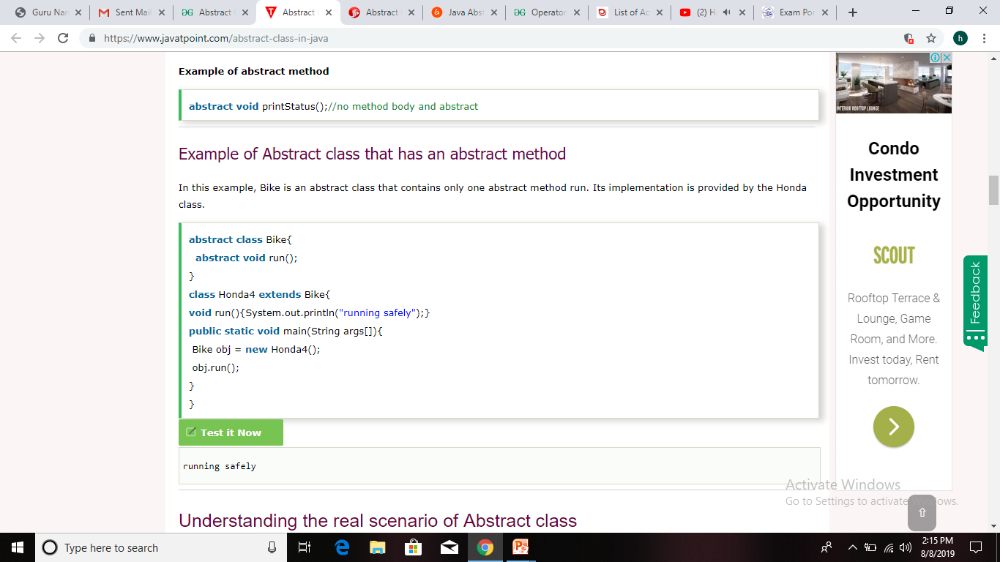 Guru Nan
Sent Mail
Abstract
Abstract
Abstract
Java Abst
Operator
List of Ac
(2) H
Exam Por
https://www.javatpoint.com/abstract-class-in-java
h
Example of abstract method
abstract void printStatus();//no method body and abstract
Example of Abstract class that has an abstract method
In this example, Bike is an abstract class that contains only one abstract method run. Its implementation is provided by the Honda
class.
abstract class Bike{
abstract void run();
}
class Honda4 extends Bike{
void run(){System.out.println("running safely");}
public static void main(String args[]){
Bike obj = new Honda4();
obj.run();
}
}
Test it Now
running safely
Understanding the real scenario of Abstract class
INTERIOR ROOFTOP LOUNGE
Condo
Investment
Opportunity
SCOUT
Rooftop Terrace &
Lounge, Game
Room, and More.
Invest today, Rent
tomorrow.
Feedback
Activate Windows
Go to Settings to activate Windows.
Type here to search
2:15 PM
8/8/2019